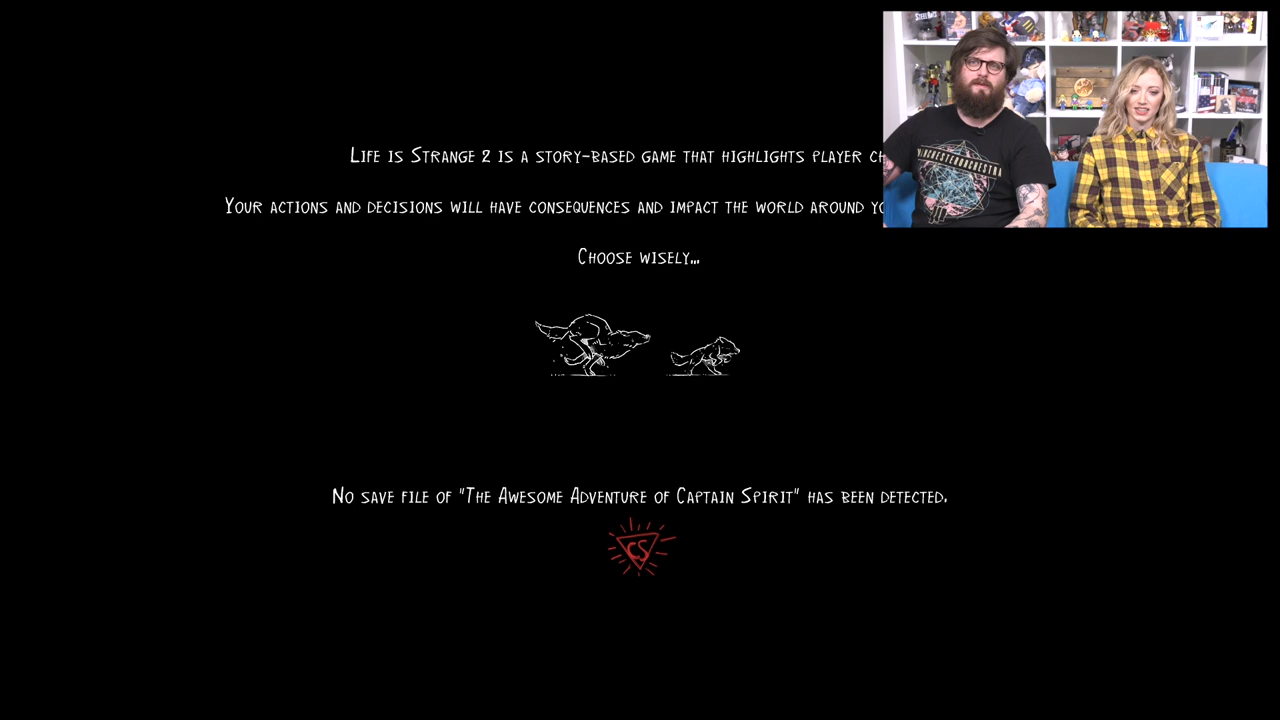 Life is Strange 2 is a story-based game that highlights player
Your actions and decisions will have consequences and impact the world around
Choose wisely...
No save file of "The Awesome Adventure of Captain Spirit" has been detected.
CS